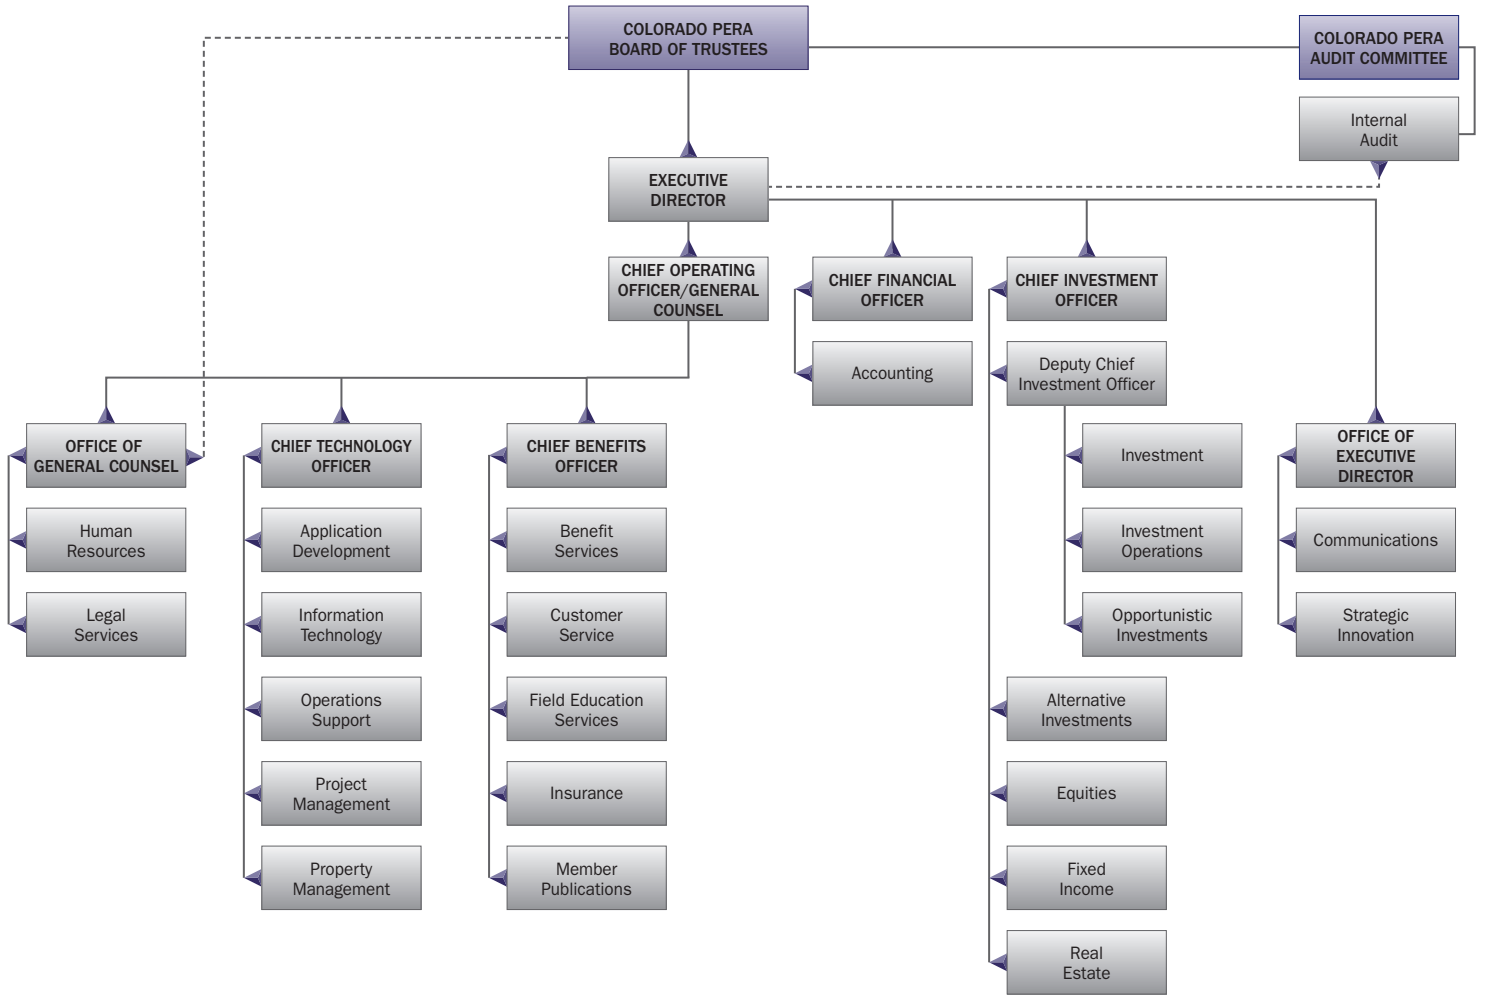 COLORADO PERA
BOARD OF TRUSTEES
COLORADO PERA
AUDIT COMMITTEE
Internal
Audit
EXECUTIVE
DIRECTOR
CHIEF OPERATING
OFFICER/GENERAL
COUNSEL
CHIEF FINANCIAL
OFFICER
Accounting
CHIEF INVESTMENT
OFFICER
Deputy Chief
Investment Officer
Investment
Investment
Operations
Opportunistic
Investments
Alternative
Investments
Equities
Fixed
Income
Real
Estate
OFFICE OF
GENERAL COUNSEL
Human
Resources
Legal
Services
CHIEF TECHNOLOGY
OFFICER
Application
Development
Information
Technology
Operations
Support
Project
Management
Property
Management
CHIEF BENEFITS
OFFICER
Benefit
Services
Customer
Service
Field Education
Services
Insurance
Member
Publications
OFFICE OF
EXECUTIVE
DIRECTOR
Communications
Strategic
Innovation